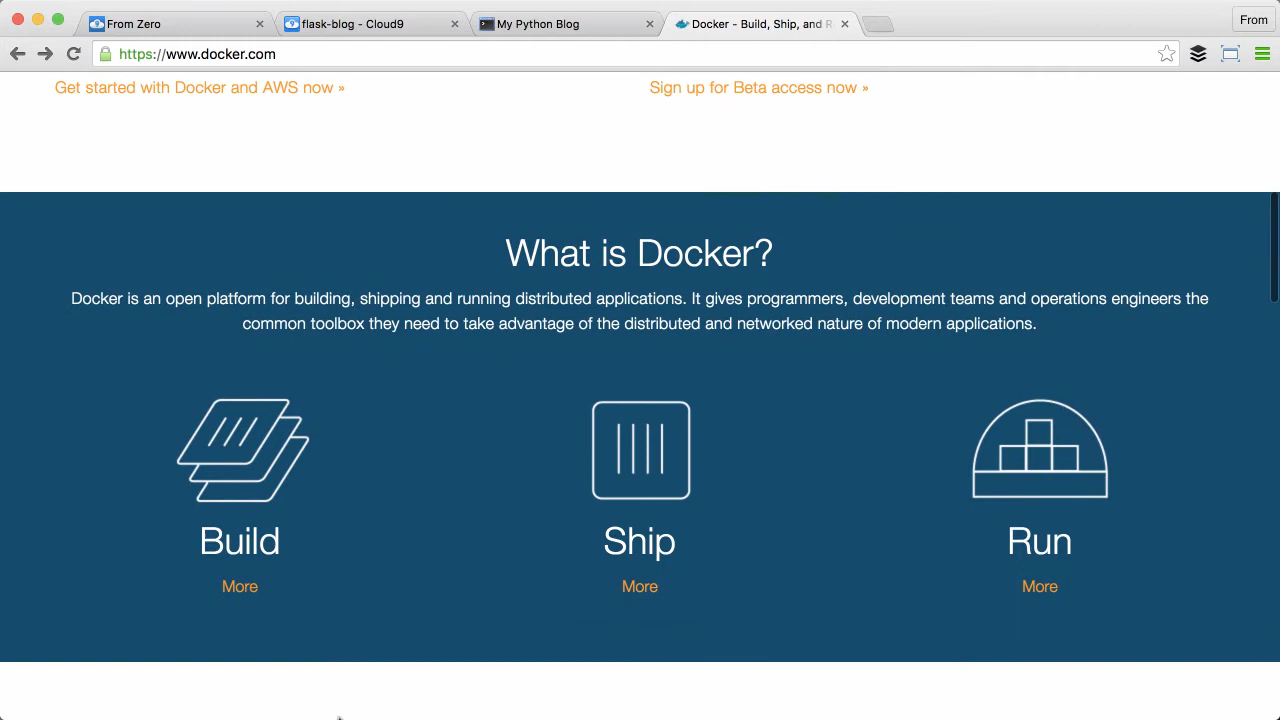 From Zero
flask-blog - Cloud9
My Python Blog
Docker - Build, Ship, and R
From
https://www.docker.com
Get started with Docker and AWS now »
Sign up for Beta access now »
What is Docker?
Docker is an open platform for building, shipping and running distributed applications. It gives programmers, development teams and operations engineers the
common toolbox they need to take advantage of the distributed and networked nature of modern applications.
Build
Ship
Run
More
More
More